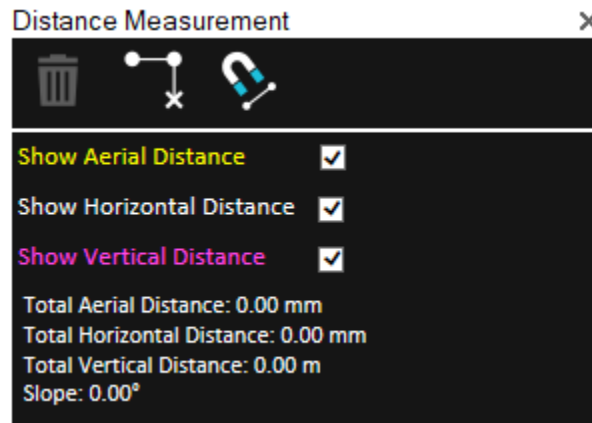 Distance Measurement
Show Aerial Distance
Show Horizontal Distance
Show Vertical Distance
Total Aerial Distance: 0.00 mm
Total Horizontal Distance: 0.00 mm
Total Vertical Distance: 0.00 m
Slope: 0.00°